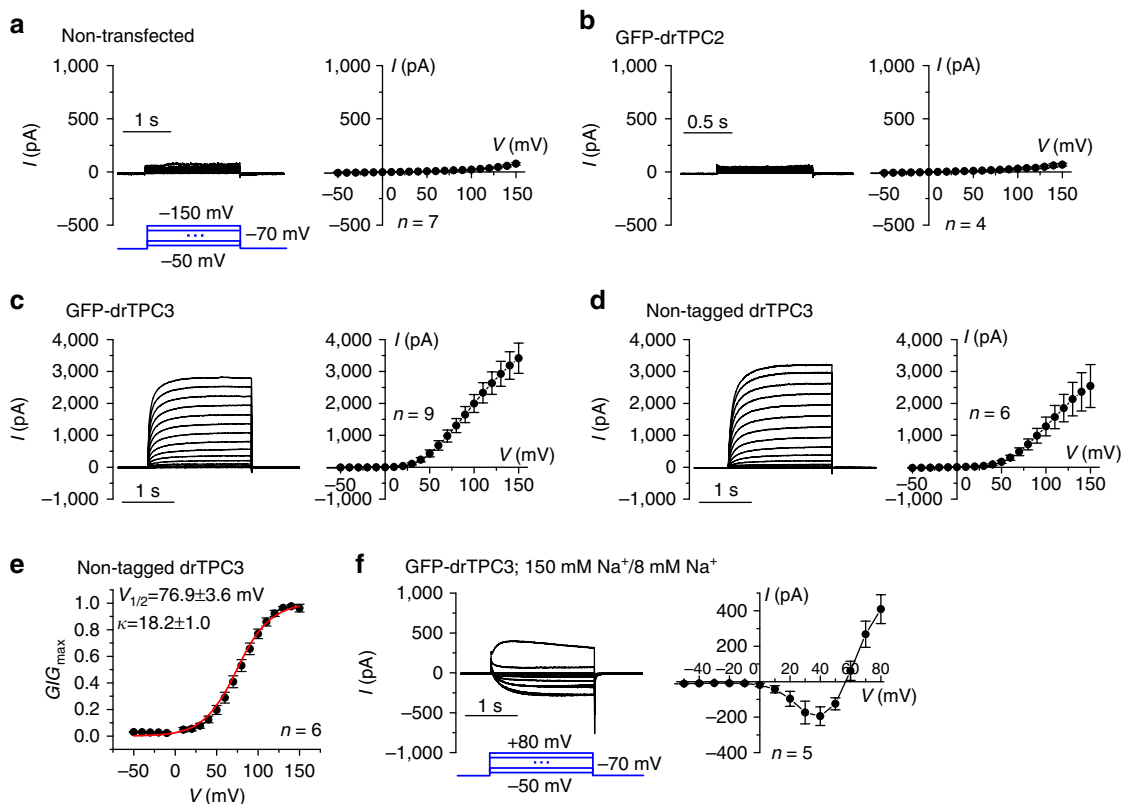 a
Non-transfected
1,000
500
0
–500
I (pA)
1 s
–150 mV
–70 mV
–50 mV
1,000
500
–500
I (pA)
V (mV)
–50 0 50 100 150
n = 7
b
GFP-drTPC2
1,000
500
0
–500
I (pA)
0.5 s
1,000
500
–500
I (pA)
V (mV)
–50 0 50 100 150
n = 4
c
GFP-drTPC3
4,000
3,000
2,000
1,000
0
–1,000
I (pA)
1 s
4,000
3,000
2,000
1,000
–1,000
I (pA)
n = 9
V (mV)
–50 50 100 150
d
Non-tagged drTPC3
4,000
3,000
2,000
1,000
0
–1,000
I (pA)
1 s
4,000
3,000
2,000
1,000
–1,000
I (pA)
n = 6
V (mV)
–50 0 50 100 150
e
Non-tagged drTPC3
V1/2=76.9±3.6 mV
κ=18.2±1.0
1.0
0.8
0.6
0.4
0.2
0.0
G/Gmax
n = 6
–50 0 50 100 150
V (mV)
f
GFP-drTPC3; 150 mM Na⁺/8 mM Na⁺
1,000
500
0
–500
–1,000
I (pA)
1 s
+80 mV
–70 mV
–50 mV
I (pA)
400
200
–200
–400
–40 –20 0 20 40 60 80
V (mV)
n = 5